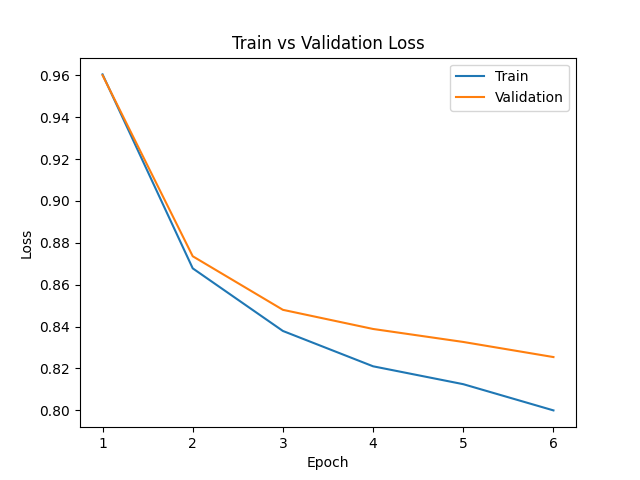 Train vs Validation Loss
Train
Validation
0.96
0.94
0.92
0.90
0.88
0.86
0.84
0.82
0.80
Loss
1 2 3 4 5 6
Epoch